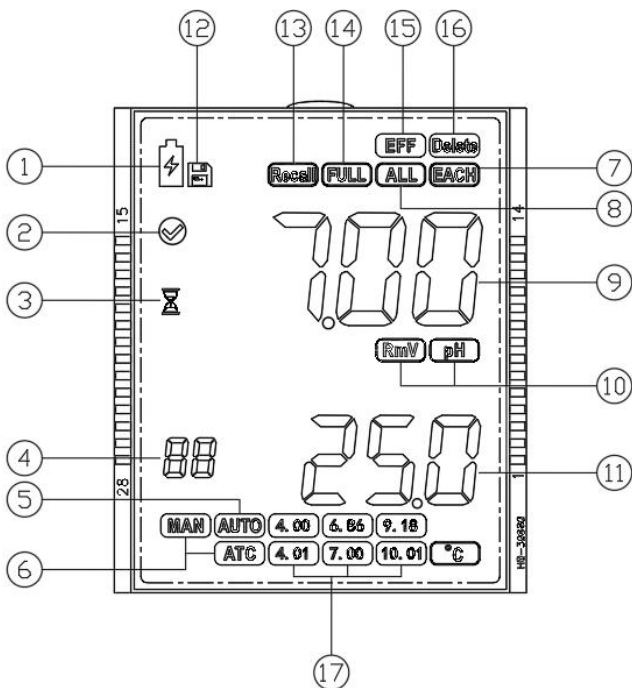 12 13 14 15 16
EFF Delete
1 Recall FULL ALL EACH 7
8
15 14
2
7.00
3 9
RmV pH
10
4 88 25.0 11
5
28 1
MAN AUTO 4.00 6.86 9.18
6 ATC 4.01 7.00 10.01 °C
17